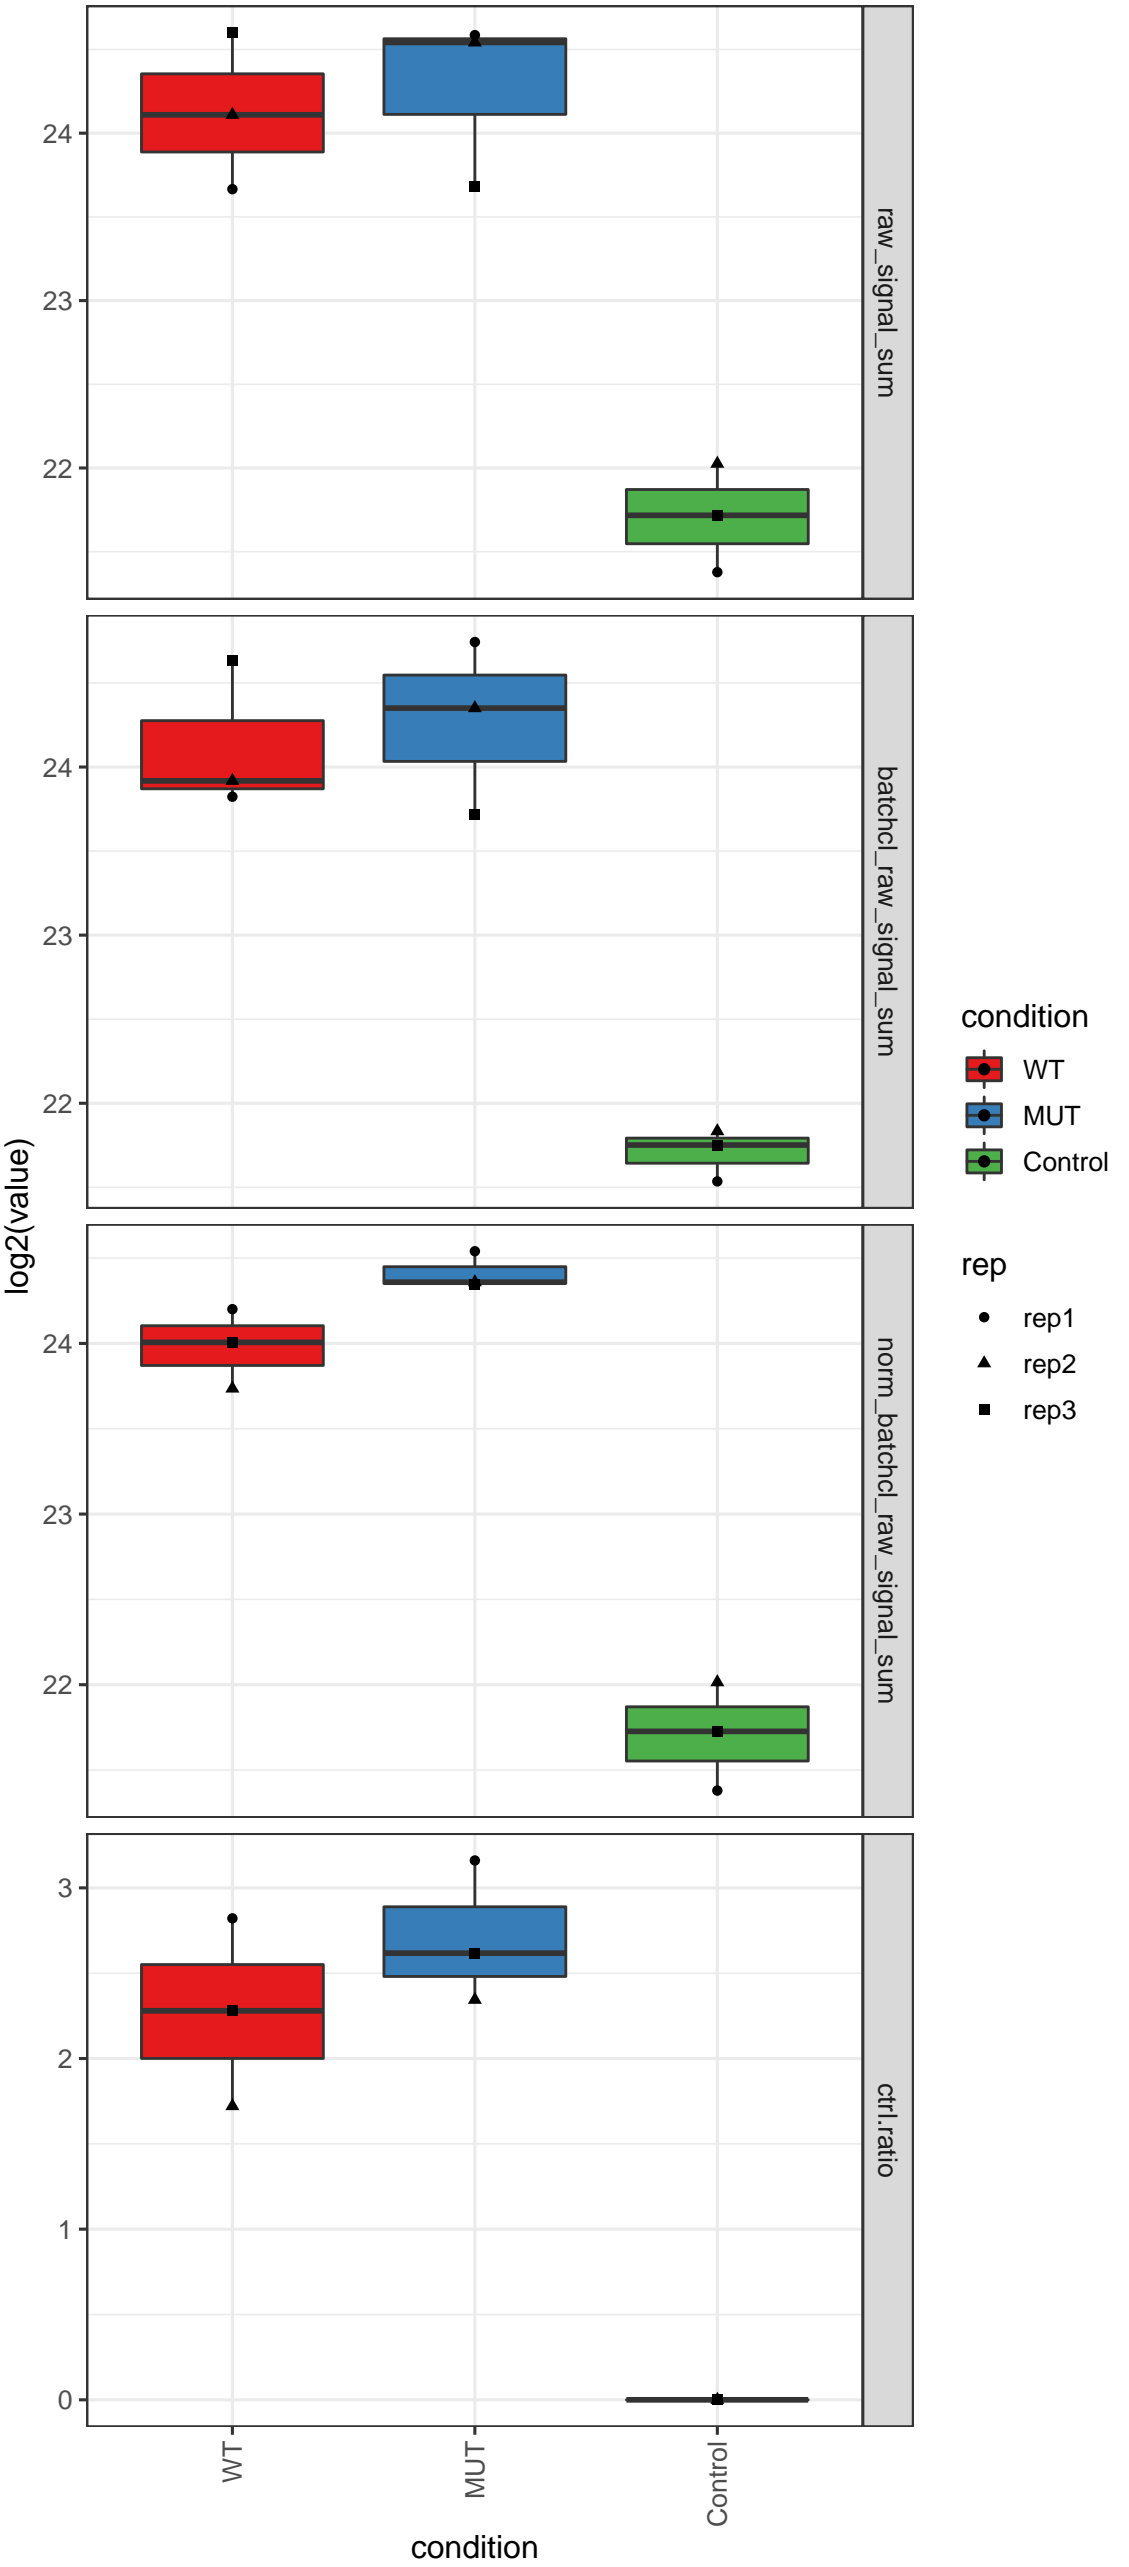 log2(value)
24
23
22
raw_signal_sum
24
23
22
batchcl_raw_signal_sum
24
23
22
norm_batchcl_raw_signal_sum
3
2
1
0
ctrl.ratio
WT
MUT
Control
condition
condition
WT
MUT
Control
rep
rep1
rep2
rep3